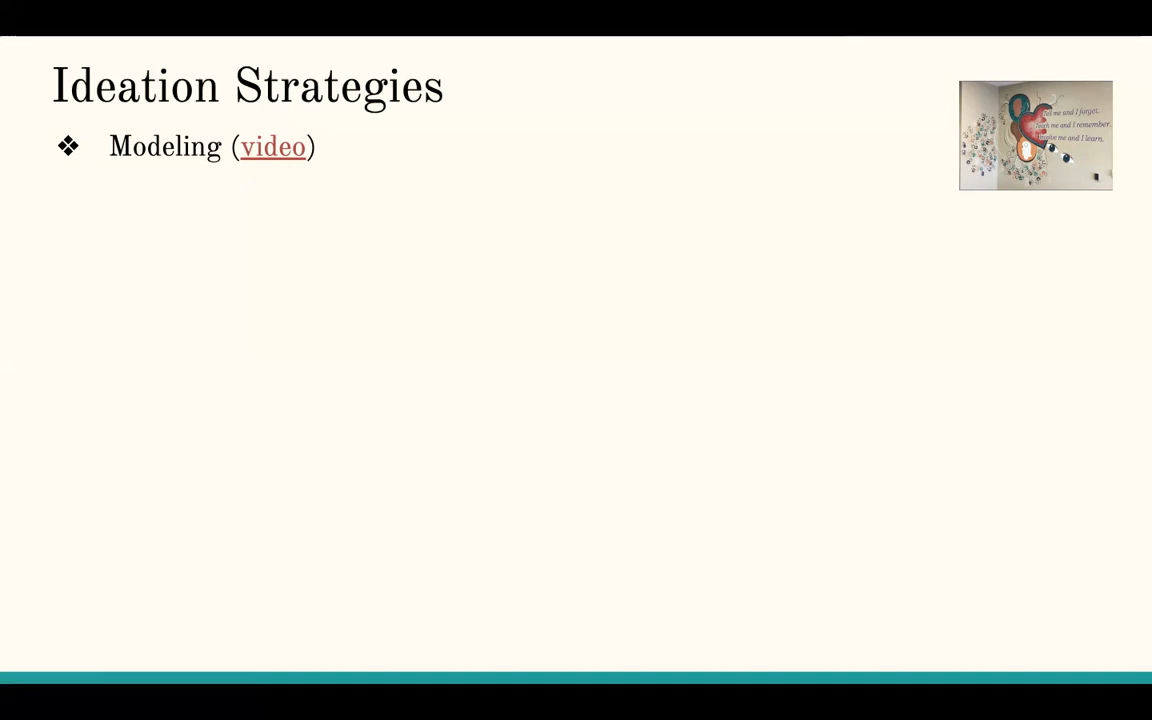 Ideation Strategies
❖ Modeling (video)
Tell me and I forget.
Teach me and I remember.
Involve me and I learn.